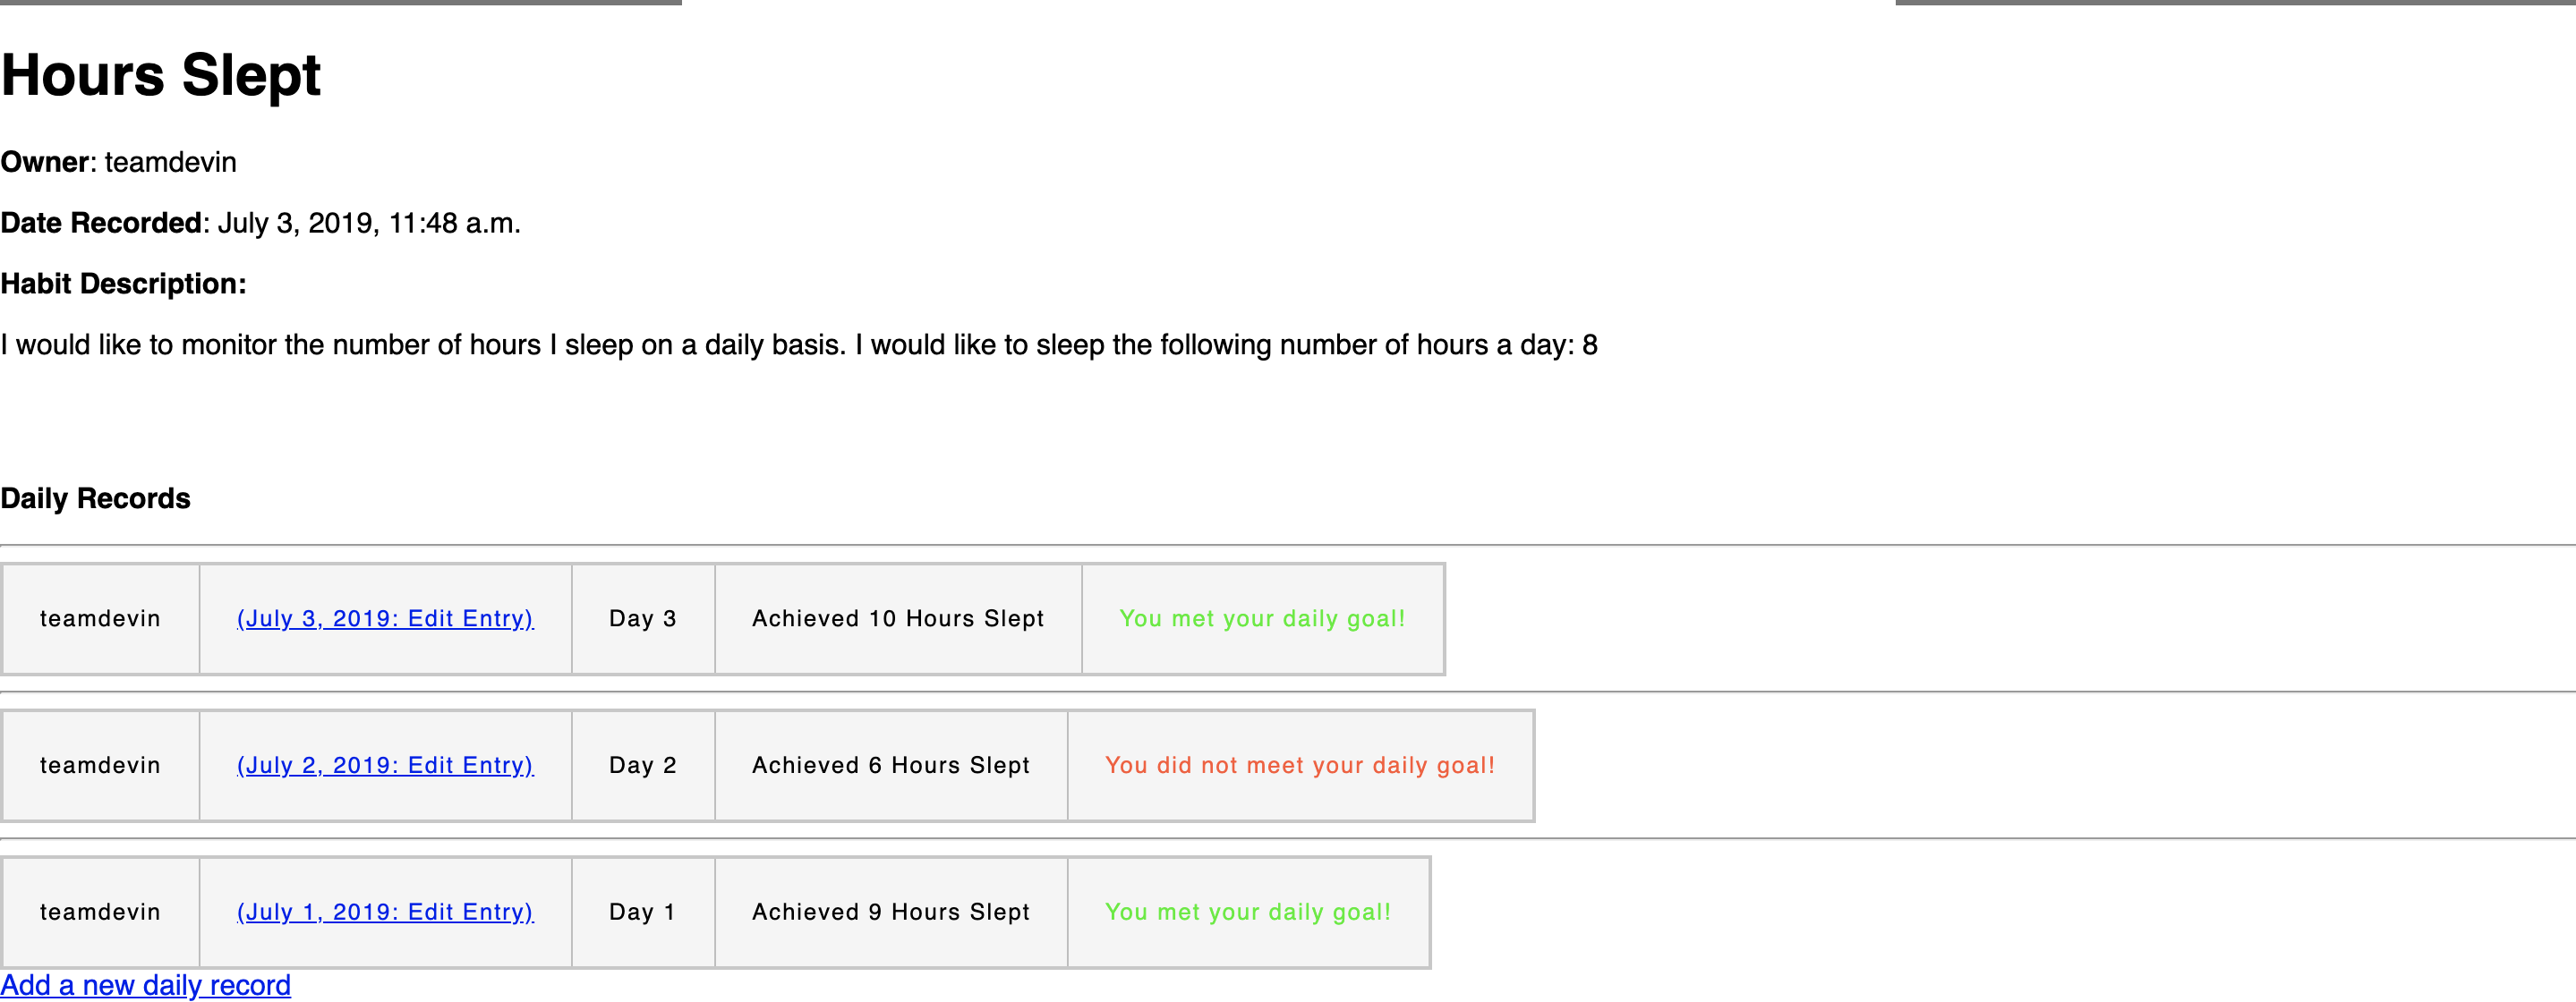 Hours Slept
Owner: teamdevin
Date Recorded: July 3, 2019, 11:48 a.m.
Habit Description:
I would like to monitor the number of hours I sleep on a daily basis. I would like to sleep the following number of hours a day: 8
Daily Records
teamdevin (July 3, 2019: Edit Entry) Day 3 Achieved 10 Hours Slept You met your daily goal!
teamdevin (July 2, 2019: Edit Entry) Day 2 Achieved 6 Hours Slept You did not meet your daily goal!
teamdevin (July 1, 2019: Edit Entry) Day 1 Achieved 9 Hours Slept You met your daily goal!
Add a new daily record